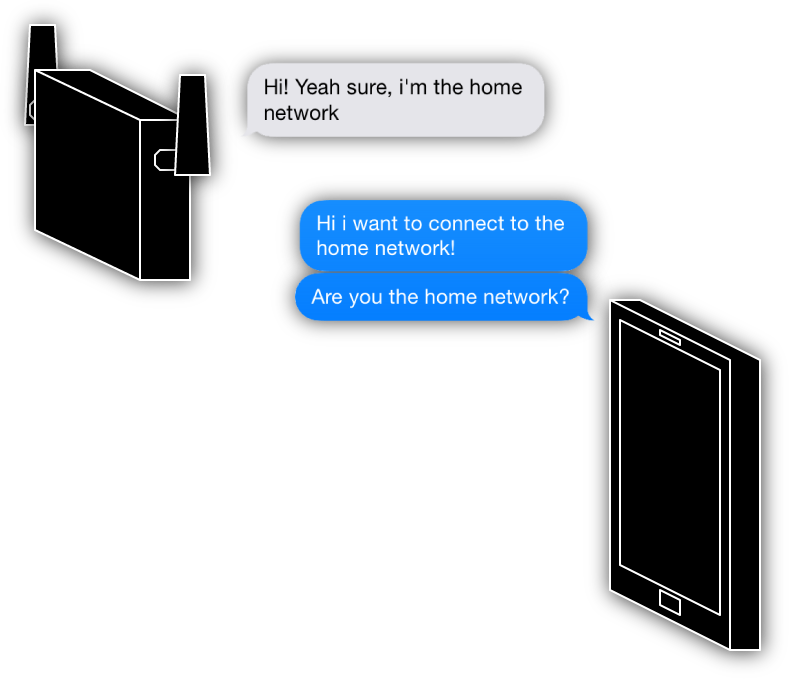 Hi! Yeah sure, i'm the home
network
Hi i want to connect to the
home network!
Are you the home network?